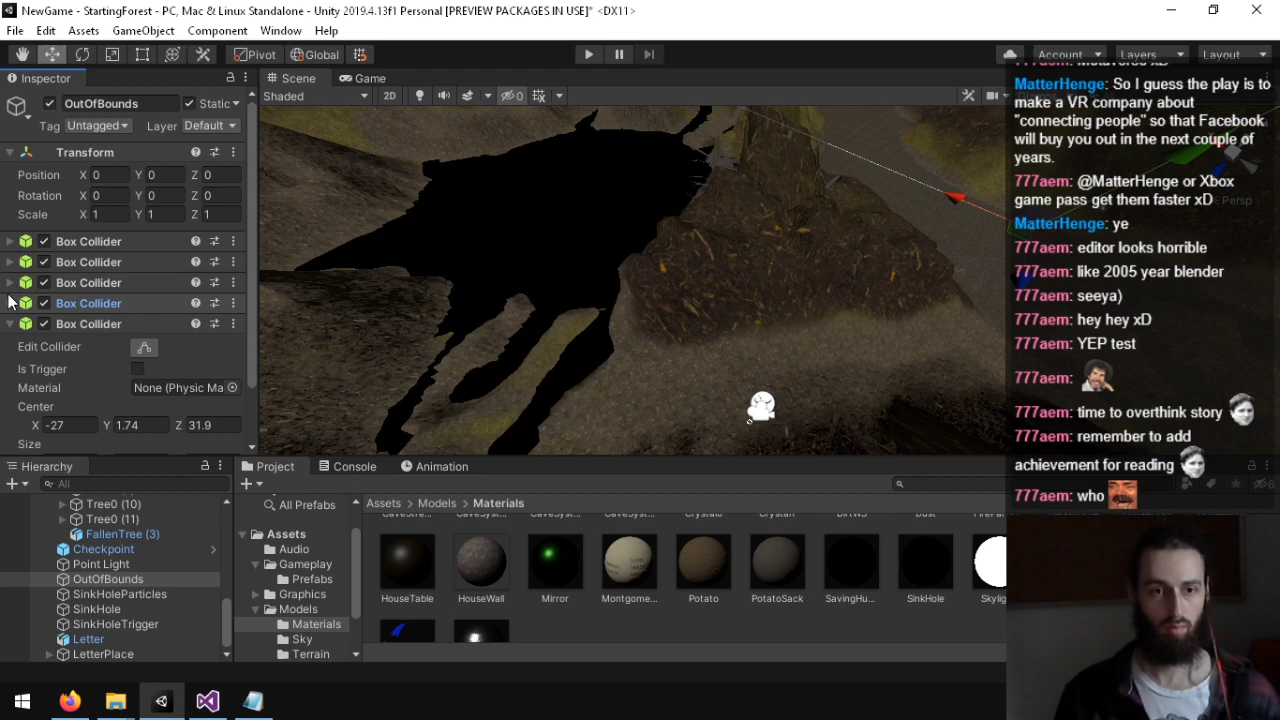 NewGame - StartingForest - PC, Mac & Linux Standalone - Unity 2019.4.13f1 Personal [PREVIEW PACKAGES IN USE]* <DX11>
File Edit Assets GameObject Component Window Help
Pivot Global Account Layers Layout
Inspector
Scene Game
OutOfBounds Static
Shaded 2D 0
Tag Untagged Layer Default
Transform
Position X 0 Y 0 Z 0
Rotation X 0 Y 0 Z 0
Scale X 1 Y 1 Z 1
Box Collider
Box Collider
Box Collider
Box Collider
Box Collider
Edit Collider
Is Trigger
Material None (Physic Ma
Center
X -27 Y 1.74 Z 31.9
Size
Persp
MatterHenge: So I guess the play is to
make a VR company about
"connecting people" so that Facebook
will buy you out in the next couple of
years.
777aem: @MatterHenge or Xbox
game pass get them faster xD
MatterHenge: ye
777aem: editor looks horrible
777aem: like 2005 year blender
777aem: seeya)
777aem: hey hey xD
777aem: YEP test
777aem:
777aem: time to overthink story
777aem: remember to add
achievement for reading
777aem: who
Hierarchy
All
Tree0 (10)
Tree0 (11)
FallenTree (3)
Checkpoint
Point Light
OutOfBounds
SinkHoleParticles
SinkHole
SinkHoleTrigger
Letter
LetterPlace
Project Console Animation
All Prefabs
Assets
Audio
Gameplay
Prefabs
Graphics
Models
Materials
Sky
Terrain
Assets > Models > Materials
HouseTable HouseWall Mirror Montgome... Potato PotatoSack SavingHu... SinkHole Skylig